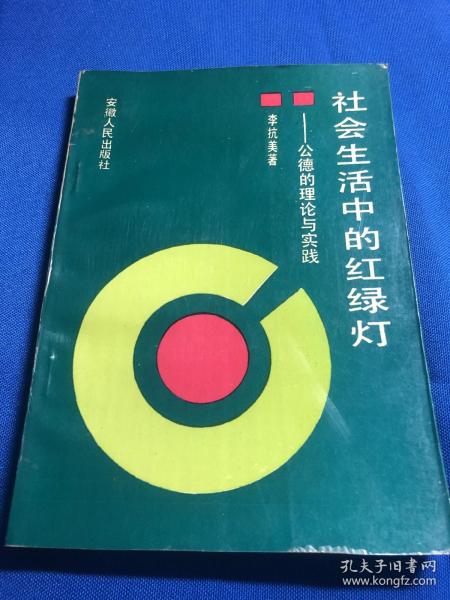 社会生活中的红绿灯
——公德的理论与实践
李抗美著
安徽人民出版社
孔夫子旧书网
www.kongfz.com